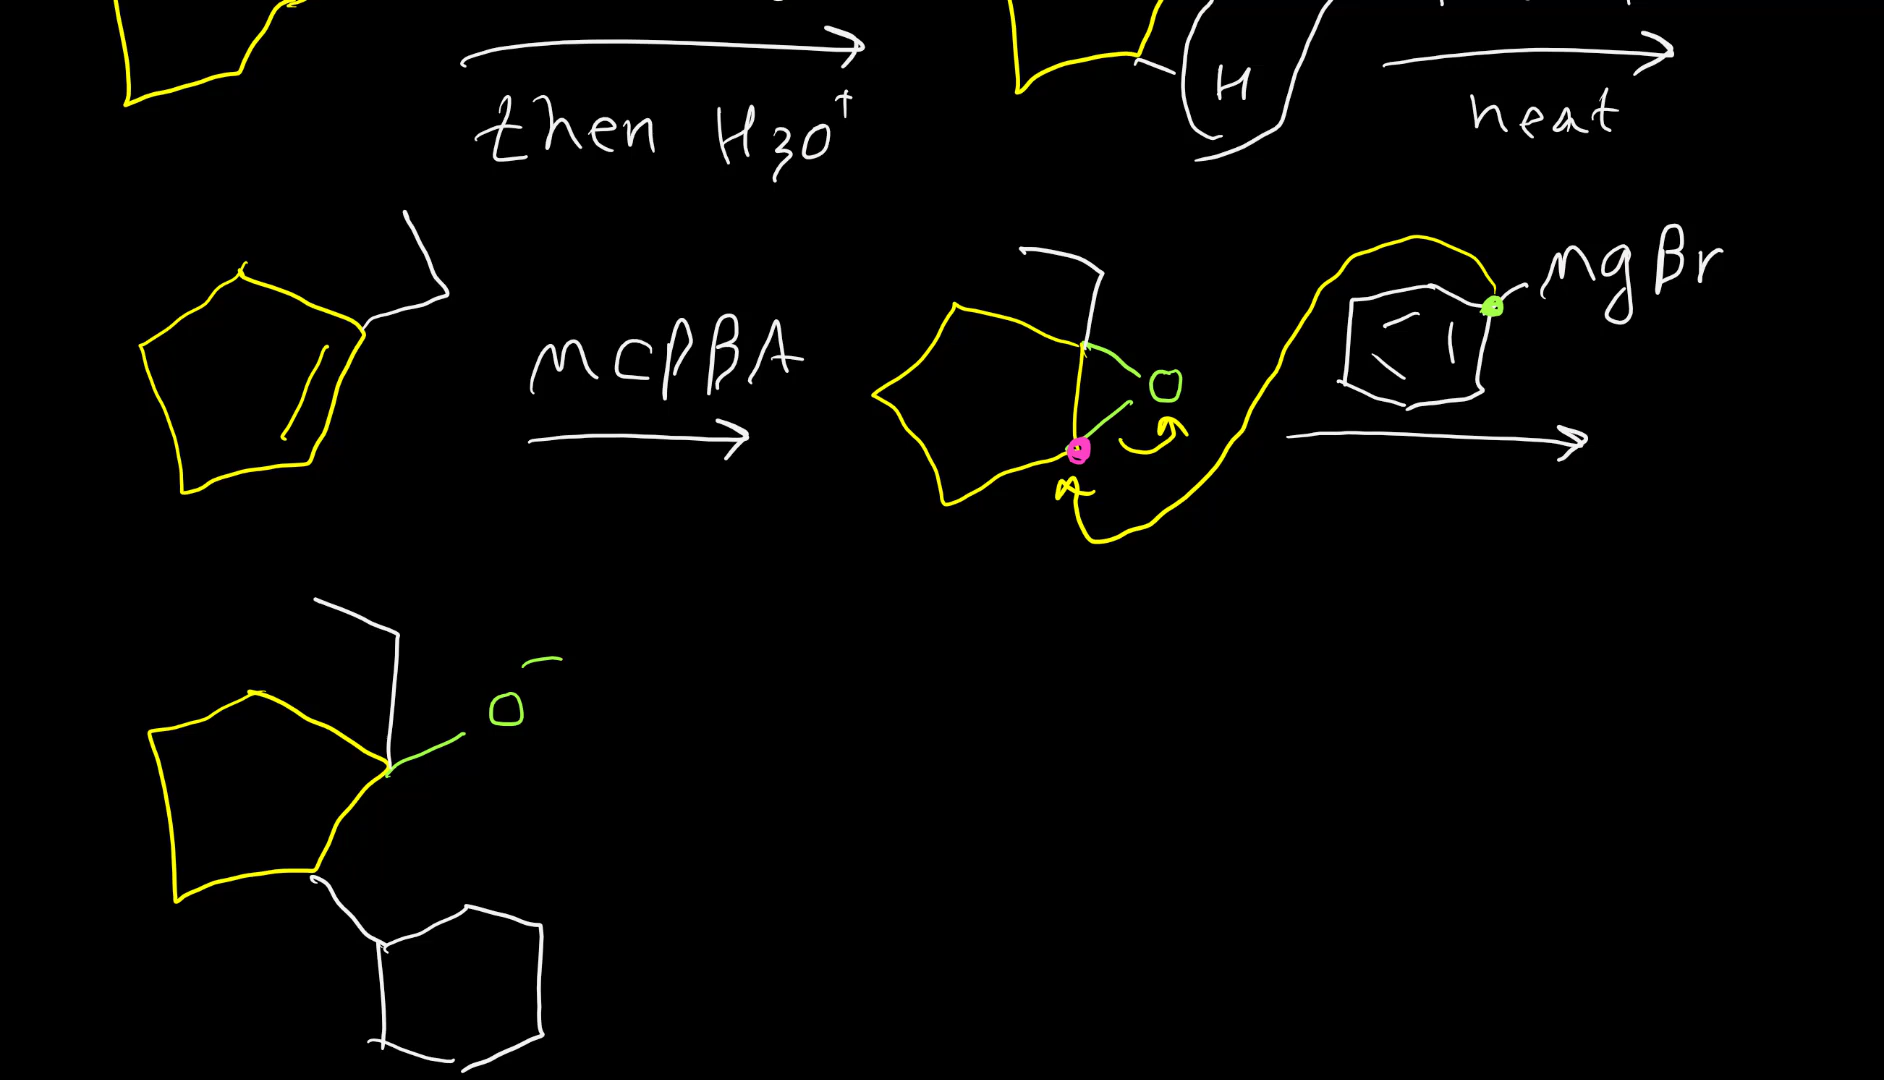 then H3O+
H
heat
MgBr
MCPBA
O
O-